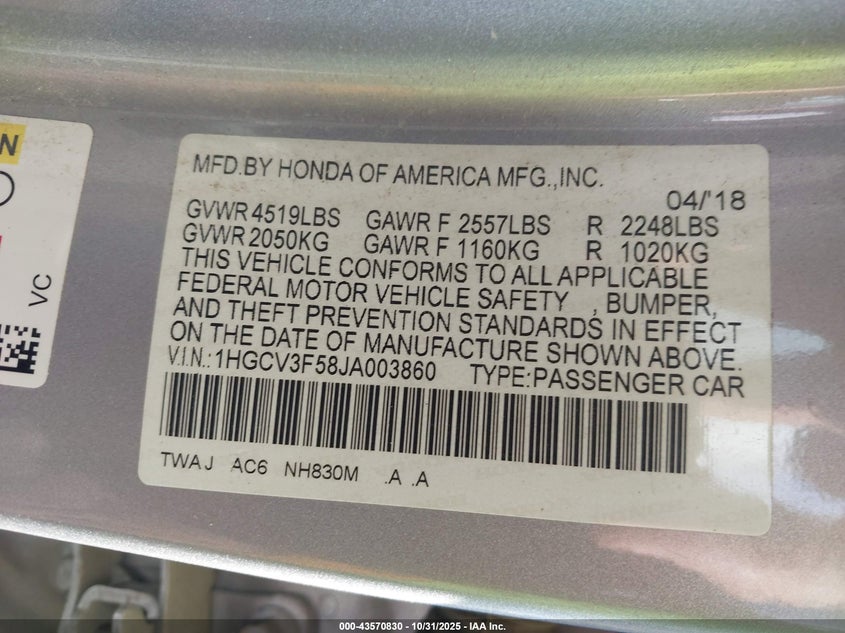 N
VC
MFD.BY HONDA OF AMERICA MFG.,INC.
04/'18
GVWR 4519LBS GAWR F 2557LBS R 2248LBS
GVWR 2050KG GAWR F 1160KG R 1020KG
THIS VEHICLE CONFORMS TO ALL APPLICABLE
FEDERAL MOTOR VEHICLE SAFETY , BUMPER,
AND THEFT PREVENTION STANDARDS IN EFFECT
ON THE DATE OF MANUFACTURE SHOWN ABOVE.
V.I.N.:1HGCV3F58JA003860 TYPE:PASSENGER CAR
TWAJ AC6 NH830M .A .A
000-43570830 - 10/31/2025 - IAA Inc.